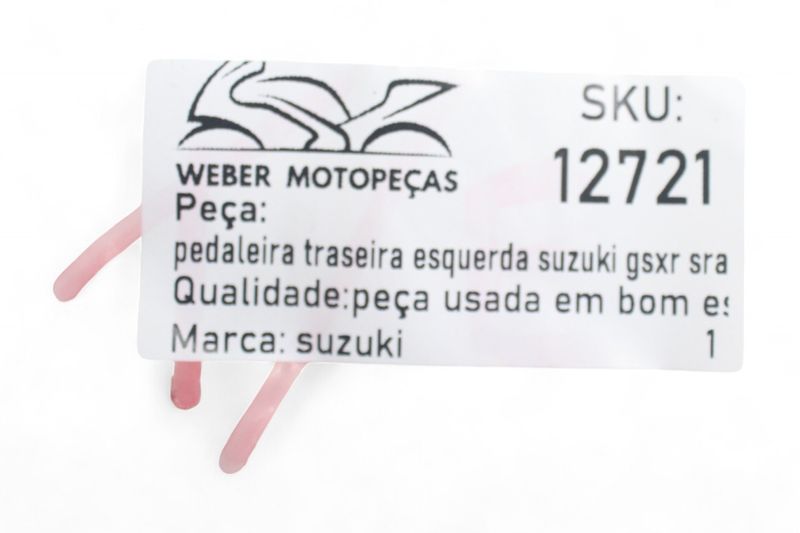 WEBER MOTOPEÇAS
SKU:
12721
Peça:
pedaleira traseira esquerda suzuki gsxr sra
Qualidade:peça usada em bom
Marca: suzuki 1